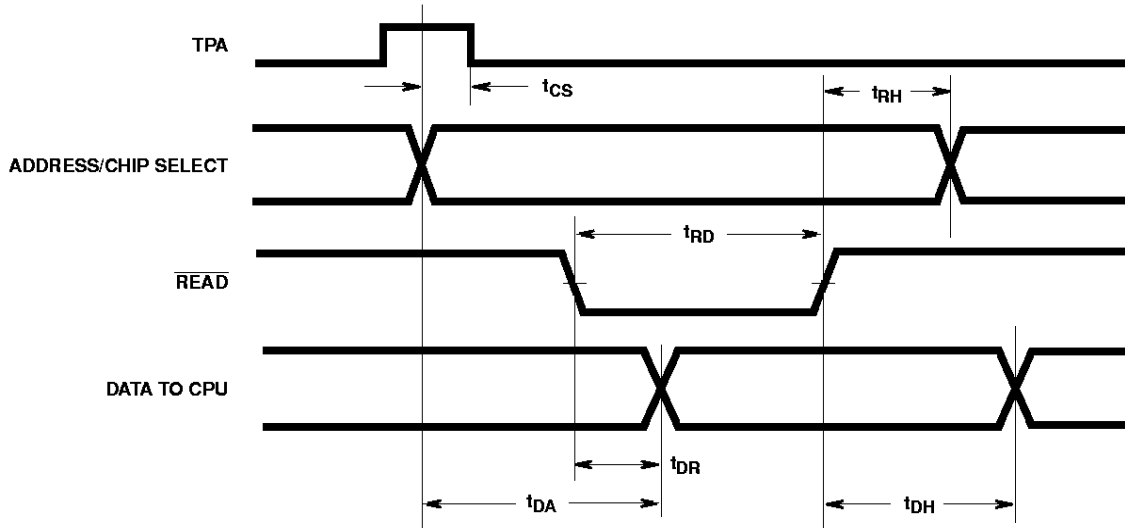 TPA
tCS
tRH
ADDRESS/CHIP SELECT
tRD
READ
DATA TO CPU
tDR
tDA
tDH